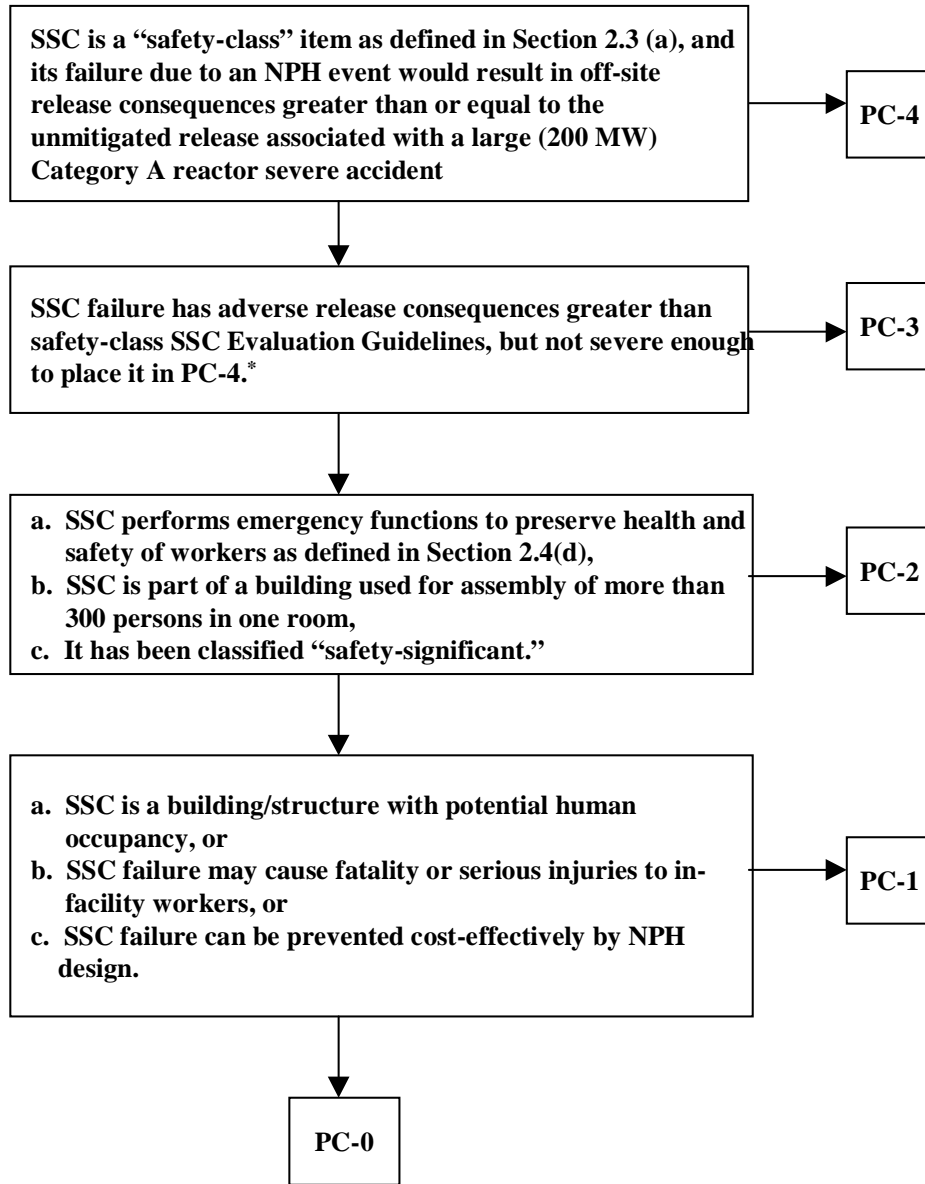 SSC is a “safety-class” item as defined in Section 2.3 (a), and
its failure due to an NPH event would result in off-site
release consequences greater than or equal to the
unmitigated release associated with a large (200 MW)
Category A reactor severe accident
PC-4
SSC failure has adverse release consequences greater than
safety-class SSC Evaluation Guidelines, but not severe enough
to place it in PC-4.*
PC-3
a. SSC performs emergency functions to preserve health and
safety of workers as defined in Section 2.4(d),
b. SSC is part of a building used for assembly of more than
300 persons in one room,
c. It has been classified “safety-significant.”
PC-2
a. SSC is a building/structure with potential human
occupancy, or
b. SSC failure may cause fatality or serious injuries to in-
facility workers, or
c. SSC failure can be prevented cost-effectively by NPH
design.
PC-1
PC-0